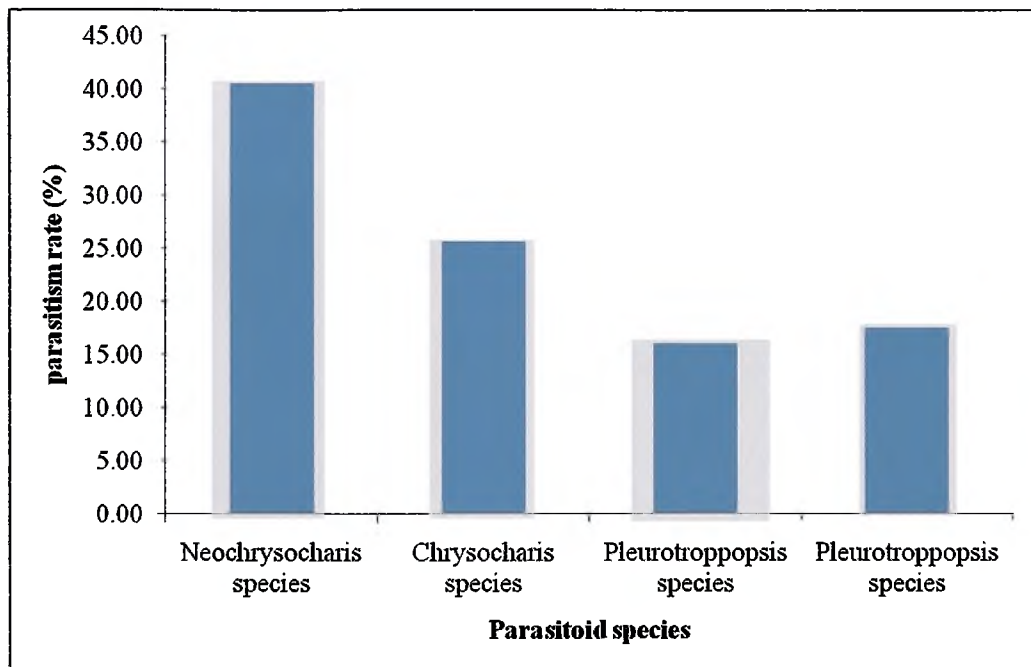 45.00
40.00
35.00
30.00
25.00
20.00
15.00
10.00
5.00
0.00
parasitism rate (%)
Neochrysocharis species
Chrysocharis species
Pleurotroppopsis species
Pleurotroppopsis species
Parasitoid species